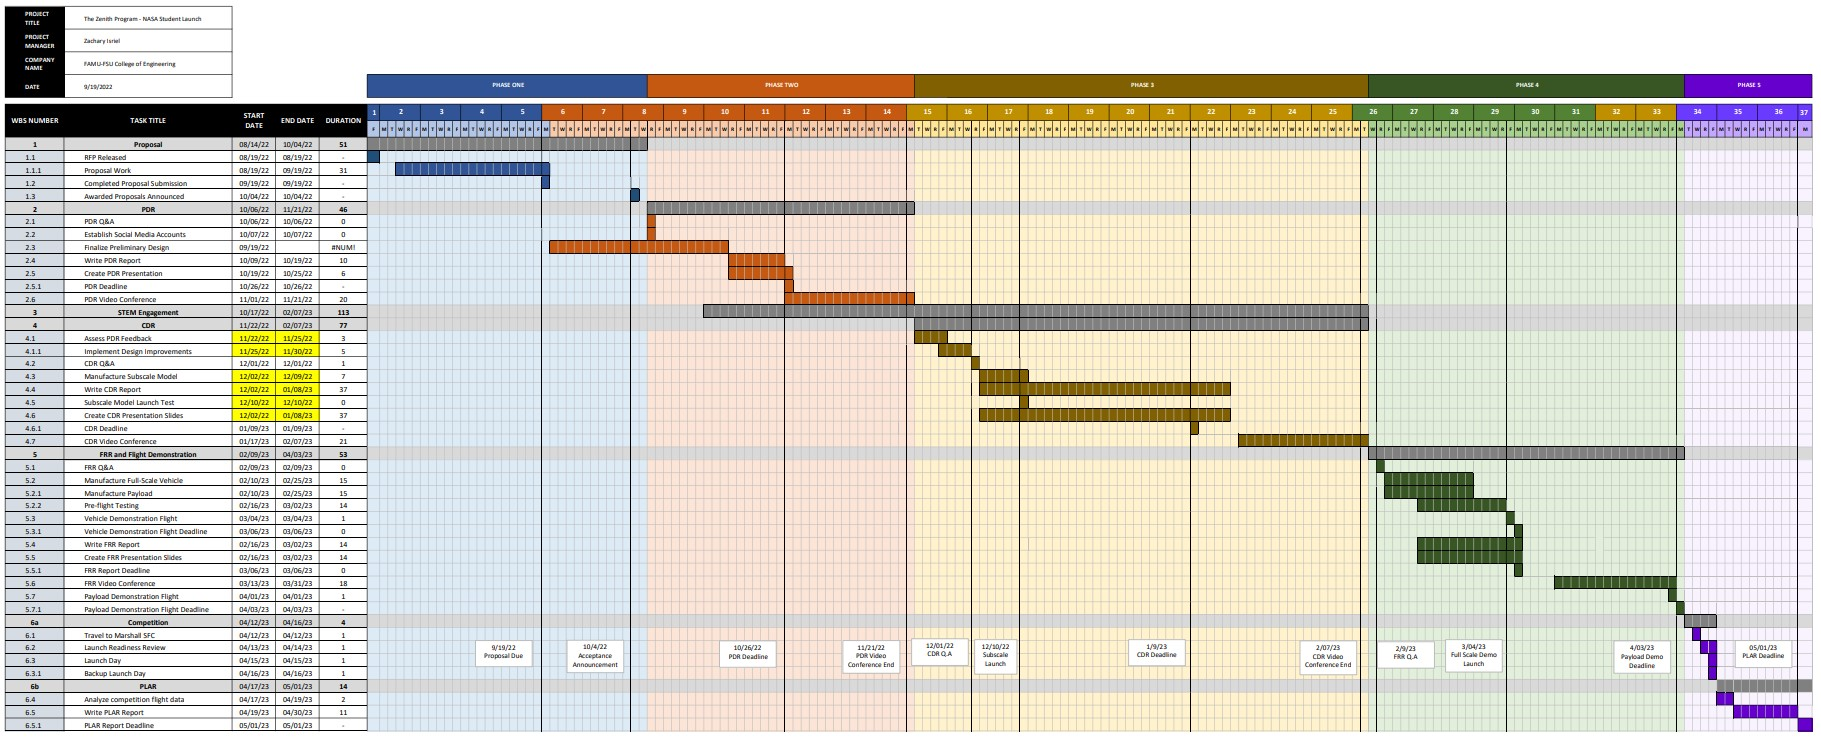 PROJECT TITLE The Zenith Program - NASA Student Launch
PROJECT MANAGER Zachary Isriel
COMPANY NAME FAMU-FSU College of Engineering
DATE 9/19/2022
PHASE ONE PHASE TWO PHASE 3 PHASE 4 PHASE 5
WBS NUMBER TASK TITLE START DATE END DATE DURATION
1 2 3 4 5 6 7 8 9 10 11 12 13 14 15 16 17 18 19 20 21 22 23 24 25 26 27 28 29 30 31 32 33 34 35 36 37
1 Proposal 08/14/22 10/04/22 51
1.1 RFP Released 08/19/22 08/19/22 -
1.1.1 Proposal Work 08/19/22 09/19/22 31
1.2 Completed Proposal Submission 09/19/22 09/19/22 -
1.3 Awarded Proposals Announced 10/04/22 10/04/22 -
2 PDR 10/06/22 11/21/22 46
2.1 PDR Q&A 10/06/22 10/06/22 0
2.2 Establish Social Media Accounts 10/07/22 10/07/22 0
2.3 Finalize Preliminary Design 09/19/22 #NUM!
2.4 Write PDR Report 10/09/22 10/19/22 10
2.5 Create PDR Presentation 10/19/22 10/25/22 6
2.5.1 PDR Deadline 10/26/22 10/26/22 -
2.6 PDR Video Conference 11/01/22 11/21/22 20
3 STEM Engagement 10/17/22 02/07/23 113
4 CDR 11/22/22 02/07/23 77
4.1 Assess PDR Feedback 11/22/22 11/25/22 3
4.1.1 Implement Design Improvements 11/25/22 11/30/22 5
4.2 CDR Q&A 12/01/22 12/01/22 1
4.3 Manufacture Subscale Model 12/02/22 12/09/22 7
4.4 Write CDR Report 12/02/22 01/08/23 37
4.5 Subscale Model Launch Test 12/10/22 12/10/22 0
4.6 Create CDR Presentation Slides 12/02/22 01/08/23 37
4.6.1 CDR Deadline 01/09/23 01/09/23 -
4.7 CDR Video Conference 01/17/23 02/07/23 21
5 FRR and Flight Demonstration 02/09/23 04/03/23 53
5.1 FRR Q&A 02/09/23 02/09/23 0
5.2 Manufacture Full-Scale Vehicle 02/10/23 02/25/23 15
5.2.1 Manufacture Payload 02/10/23 02/25/23 15
5.2.2 Pre-flight Testing 02/16/23 03/02/23 14
5.3 Vehicle Demonstration Flight 03/04/23 03/04/23 1
5.3.1 Vehicle Demonstration Flight Deadline 03/06/23 03/06/23 0
5.4 Write FRR Report 02/16/23 03/02/23 14
5.5 Create FRR Presentation Slides 02/16/23 03/02/23 14
5.5.1 FRR Report Deadline 03/06/23 03/06/23 0
5.6 FRR Video Conference 03/13/23 03/31/23 18
5.7 Payload Demonstration Flight 04/01/23 04/01/23 1
5.7.1 Payload Demonstration Flight Deadline 04/03/23 04/03/23 -
6a Competition 04/12/23 04/16/23 4
6.1 Travel to Marshall SFC 04/12/23 04/12/23 1
6.2 Launch Readiness Review 04/13/23 04/14/23 1
6.3 Launch Day 04/15/23 04/15/23 1
6.3.1 Backup Launch Day 04/16/23 04/16/23 1
6b PLAR 04/17/23 05/01/23 14
6.4 Analyze competition flight data 04/17/23 04/19/23 2
6.5 Write PLAR Report 04/19/23 04/30/23 11
6.5.1 PLAR Report Deadline 05/01/23 05/01/23 -
9/19/22
Proposal Due
10/4/22
Acceptance
Announcement
10/26/22
PDR Deadline
11/21/22
PDR Video
Conference End
12/01/22
CDR Q.A
12/10/22
Subscale
Launch
1/9/23
CDR Deadline
2/07/23
CDR Video
Conference End
2/9/23
FRR Q.A
3/04/23
Full Scale Demo
Launch
4/03/23
Payload Demo
Deadline
05/01/23
PLAR Deadline